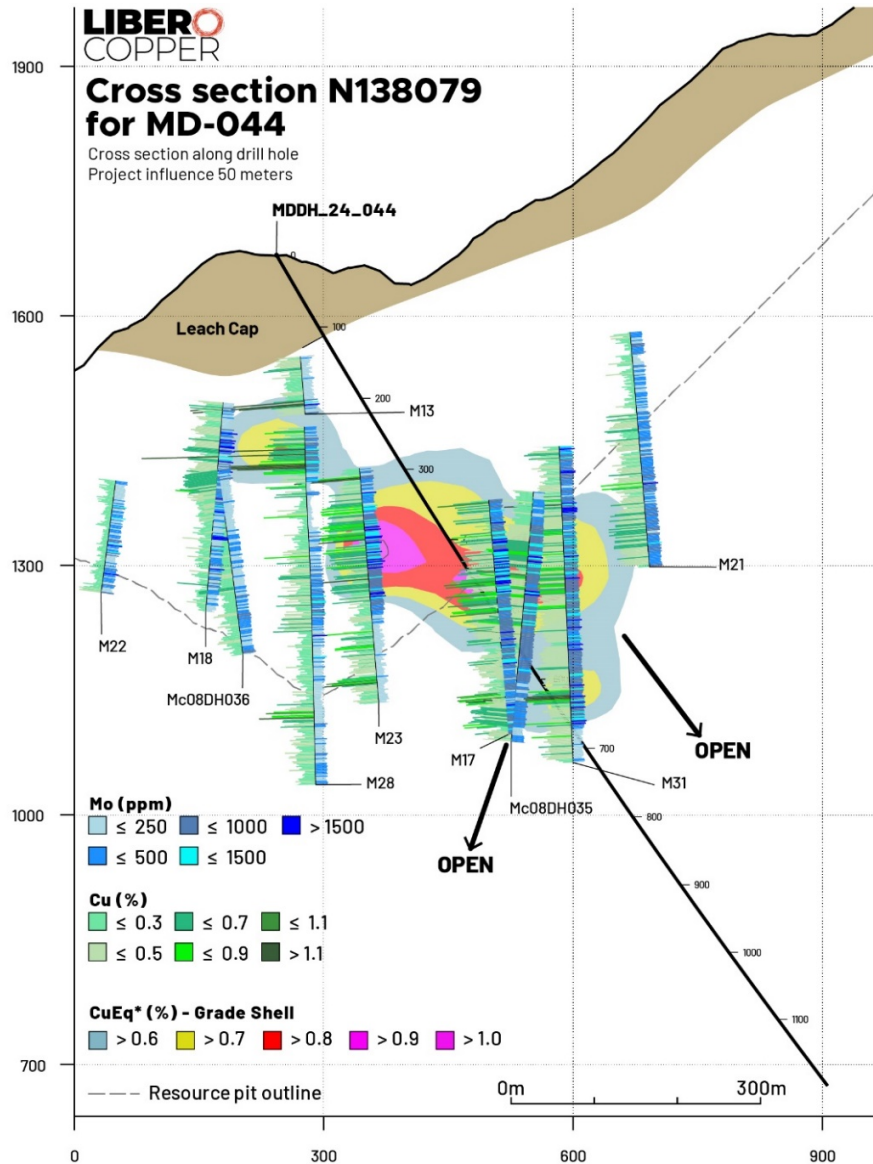 LIBERO
COPPER
Cross section N138079
for MD-044
Cross section along drill hole
Project influence 50 meters
MDDH_24_044
0
100
200
300
700
800
900
1000
1100
Leach Cap
M13
M21
M22
M18
Mc08DH036
M23
M28
M17
Mc08DH035
M31
OPEN
OPEN
Mo (ppm)
≤ 250 ≤ 1000 >1500
≤ 500 ≤ 1500
Cu (%)
≤ 0.3 ≤ 0.7 ≤ 1.1
≤ 0.5 ≤ 0.9 >1.1
CuEq* (%) - Grade Shell
> 0.6 > 0.7 > 0.8 > 0.9 > 1.0
Resource pit outline
0m 300m
1900
1600
1300
1000
700
0 300 600 900